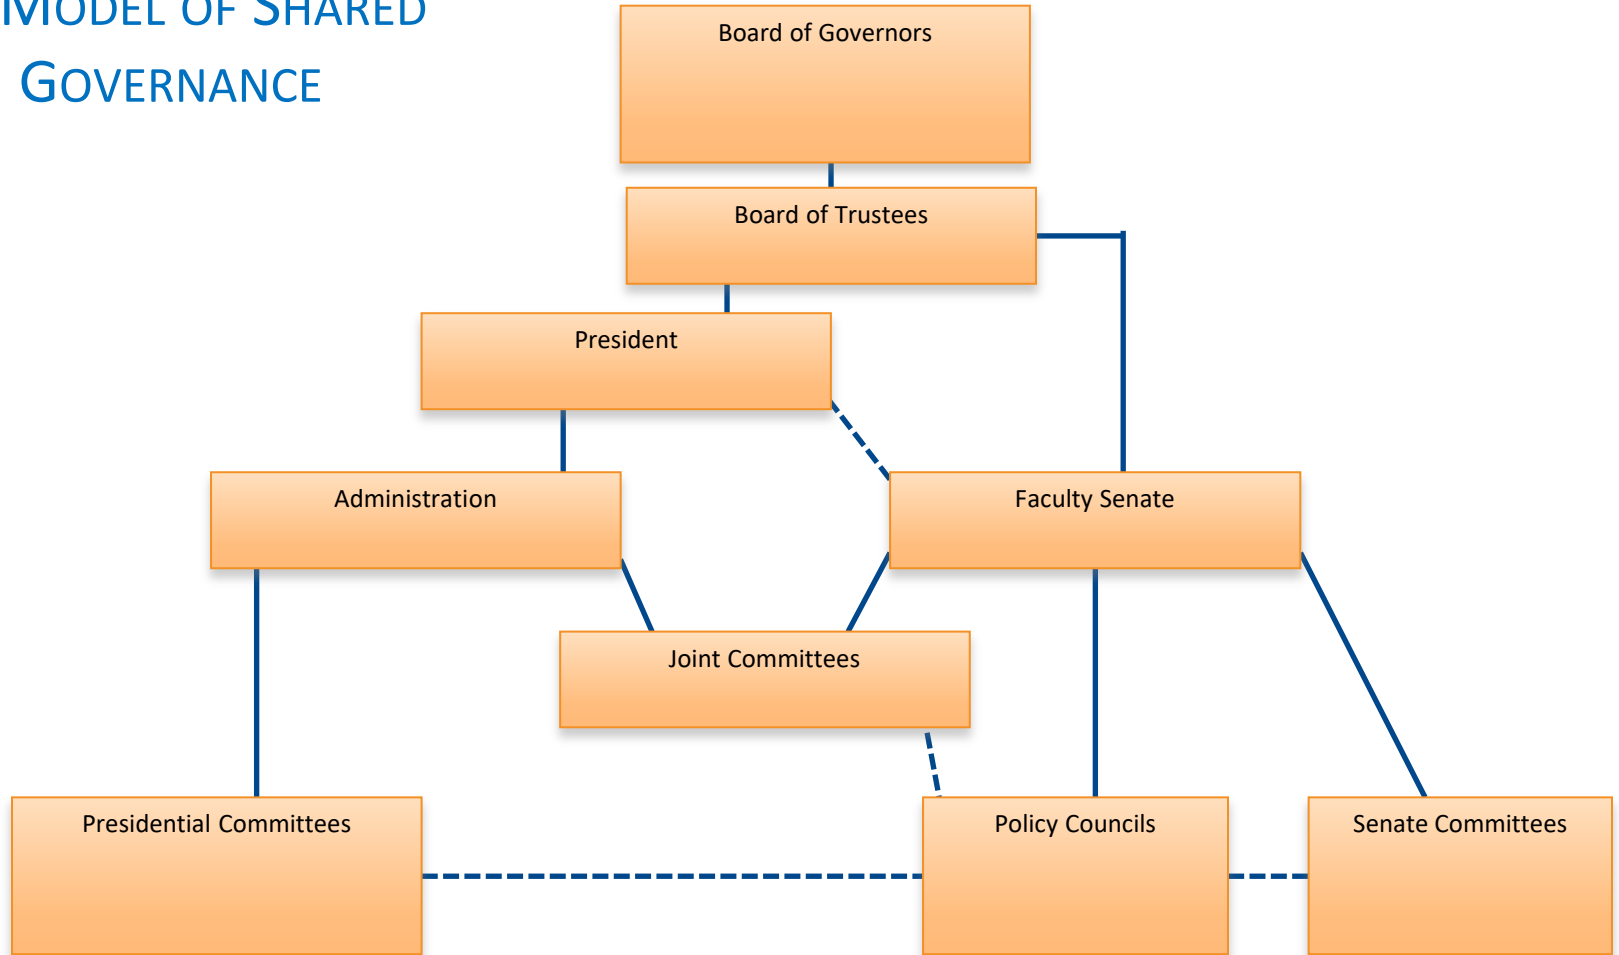 MODEL OF SHARED
GOVERNANCE
Board of Governors
Board of Trustees
President
Administration
Faculty Senate
Joint Committees
Presidential Committees
Policy Councils
Senate Committees